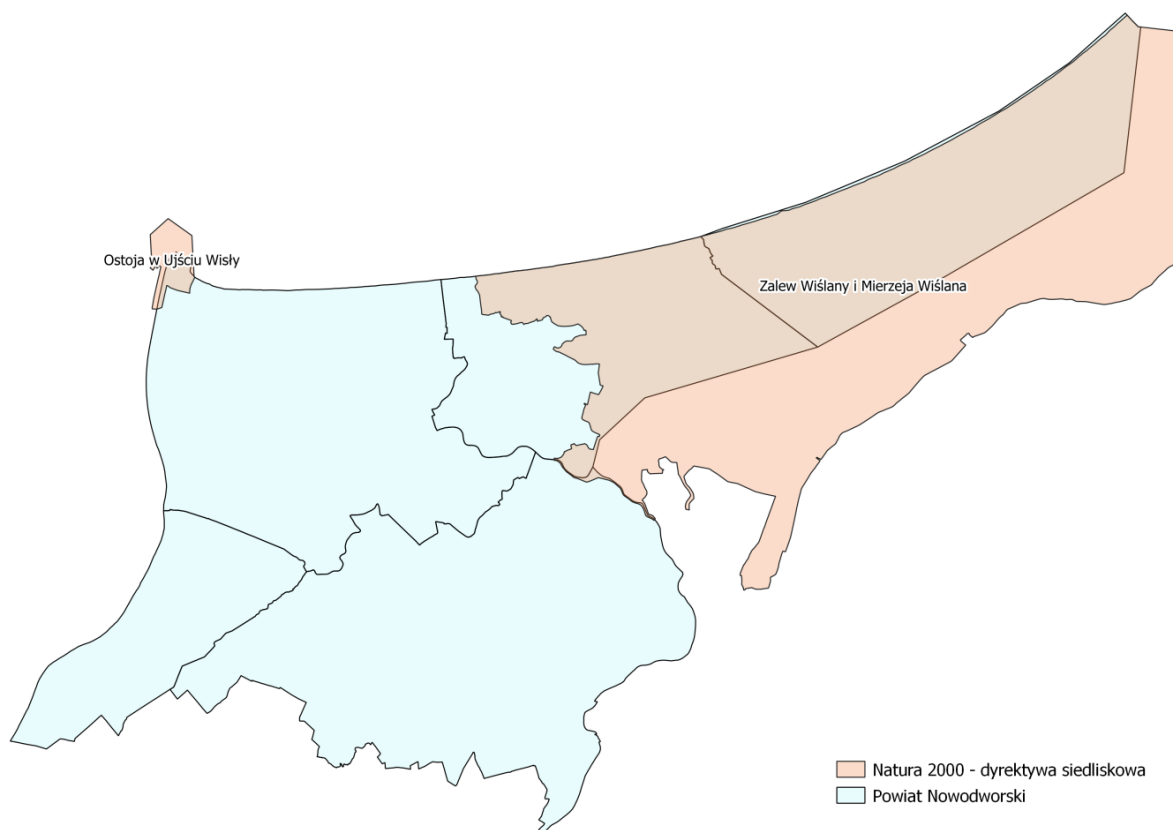 Ostoja w Ujściu Wisły
Zalew Wiślany i Mierzeja Wiślana
Natura 2000 - dyrektywa siedliskowa
Powiat Nowodworski